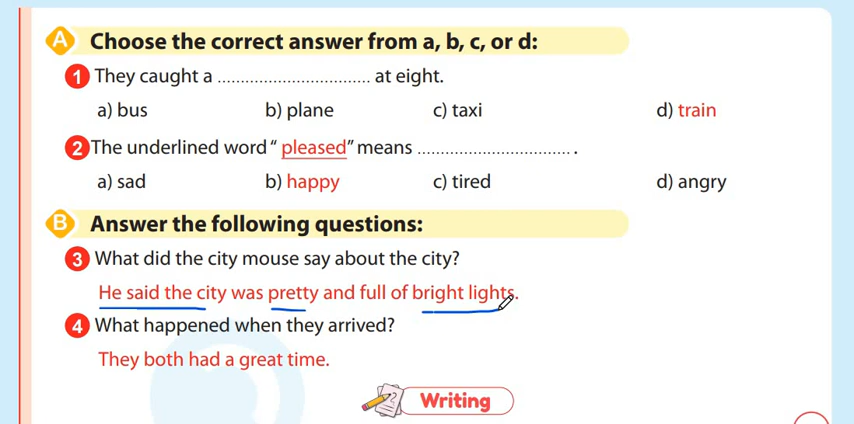 A Choose the correct answer from a, b, c, or d:
1 They caught a ................................ at eight.
a) bus b) plane c) taxi d) train
2 The underlined word “ pleased” means ................................ .
a) sad b) happy c) tired d) angry
B Answer the following questions:
3 What did the city mouse say about the city?
He said the city was pretty and full of bright lights.
4 What happened when they arrived?
They both had a great time.
Writing